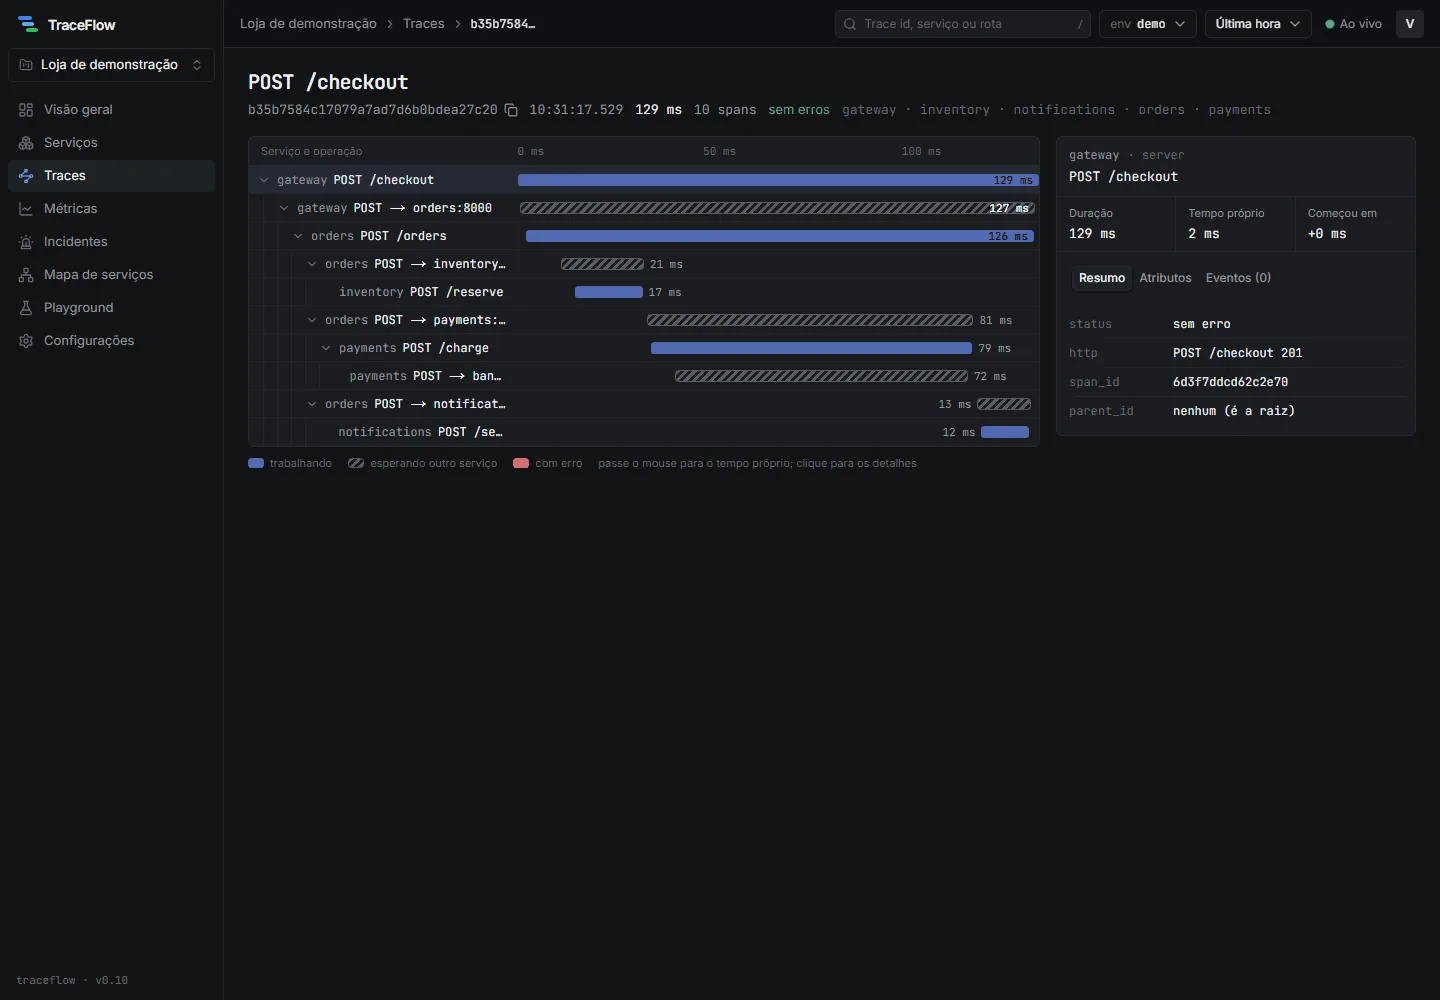 TraceFlow
Loja de demonstração
Visão geral
Serviços
Traces
Métricas
Incidentes
Mapa de serviços
Playground
Configurações
traceflow · v0.10
Loja de demonstração > Traces > b35b7584…
Trace id, serviço ou rota /
env demo
Última hora
Ao vivo
V
POST /checkout
b35b7584c17079a7ad7d6b0bdea27c20 10:31:17.529 129 ms 10 spans sem erros gateway · inventory · notifications · orders · payments
Serviço e operação 0 ms 50 ms 100 ms
gateway POST /checkout 129 ms
gateway POST → orders:8000 127 ms
orders POST /orders 126 ms
orders POST → inventory… 21 ms
inventory POST /reserve 17 ms
orders POST → payments:… 81 ms
payments POST /charge 79 ms
payments POST → ban… 72 ms
orders POST → notificat… 13 ms
notifications POST /se… 12 ms
trabalhando esperando outro serviço com erro passe o mouse para o tempo próprio; clique para os detalhes
gateway · server
POST /checkout
Duração Tempo próprio Começou em
129 ms 2 ms +0 ms
Resumo Atributos Eventos (0)
status sem erro
http POST /checkout 201
span_id 6d3f7ddcd62c2e70
parent_id nenhum (é a raiz)